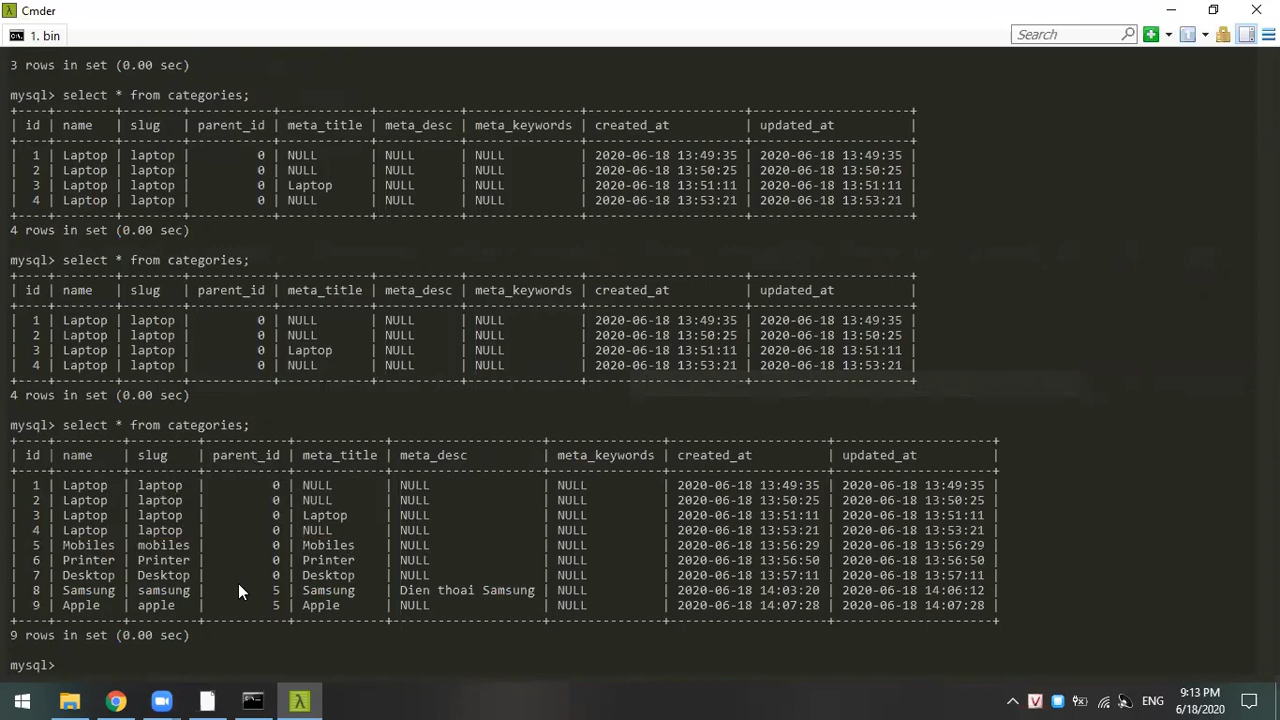 Cmder
1. bin
Search
3 rows in set (0.00 sec)
mysql> select * from categories;
+----+--------+--------+-----------+------------+-----------+---------------+---------------------+---------------------+
| id | name | slug | parent_id | meta_title | meta_desc | meta_keywords | created_at | updated_at |
+----+--------+--------+-----------+------------+-----------+---------------+---------------------+---------------------+
| 1 | Laptop | laptop | 0 | NULL | NULL | NULL | 2020-06-18 13:49:35 | 2020-06-18 13:49:35 |
| 2 | Laptop | laptop | 0 | NULL | NULL | NULL | 2020-06-18 13:50:25 | 2020-06-18 13:50:25 |
| 3 | Laptop | laptop | 0 | Laptop | NULL | NULL | 2020-06-18 13:51:11 | 2020-06-18 13:51:11 |
| 4 | Laptop | laptop | 0 | NULL | NULL | NULL | 2020-06-18 13:53:21 | 2020-06-18 13:53:21 |
+----+--------+--------+-----------+------------+-----------+---------------+---------------------+---------------------+
4 rows in set (0.00 sec)
mysql> select * from categories;
+----+--------+--------+-----------+------------+-----------+---------------+---------------------+---------------------+
| id | name | slug | parent_id | meta_title | meta_desc | meta_keywords | created_at | updated_at |
+----+--------+--------+-----------+------------+-----------+---------------+---------------------+---------------------+
| 1 | Laptop | laptop | 0 | NULL | NULL | NULL | 2020-06-18 13:49:35 | 2020-06-18 13:49:35 |
| 2 | Laptop | laptop | 0 | NULL | NULL | NULL | 2020-06-18 13:50:25 | 2020-06-18 13:50:25 |
| 3 | Laptop | laptop | 0 | Laptop | NULL | NULL | 2020-06-18 13:51:11 | 2020-06-18 13:51:11 |
| 4 | Laptop | laptop | 0 | NULL | NULL | NULL | 2020-06-18 13:53:21 | 2020-06-18 13:53:21 |
+----+--------+--------+-----------+------------+-----------+---------------+---------------------+---------------------+
4 rows in set (0.00 sec)
mysql> select * from categories;
+----+---------+---------+-----------+------------+--------------------+---------------+---------------------+---------------------+
| id | name | slug | parent_id | meta_title | meta_desc | meta_keywords | created_at | updated_at |
+----+---------+---------+-----------+------------+--------------------+---------------+---------------------+---------------------+
| 1 | Laptop | laptop | 0 | NULL | NULL | NULL | 2020-06-18 13:49:35 | 2020-06-18 13:49:35 |
| 2 | Laptop | laptop | 0 | NULL | NULL | NULL | 2020-06-18 13:50:25 | 2020-06-18 13:50:25 |
| 3 | Laptop | laptop | 0 | Laptop | NULL | NULL | 2020-06-18 13:51:11 | 2020-06-18 13:51:11 |
| 4 | Laptop | laptop | 0 | NULL | NULL | NULL | 2020-06-18 13:53:21 | 2020-06-18 13:53:21 |
| 5 | Mobiles | mobiles | 0 | Mobiles | NULL | NULL | 2020-06-18 13:56:29 | 2020-06-18 13:56:29 |
| 6 | Printer | Printer | 0 | Printer | NULL | NULL | 2020-06-18 13:56:50 | 2020-06-18 13:56:50 |
| 7 | Desktop | Desktop | 0 | Desktop | NULL | NULL | 2020-06-18 13:57:11 | 2020-06-18 13:57:11 |
| 8 | Samsung | samsung | 5 | Samsung | Dien thoai Samsung | NULL | 2020-06-18 14:03:20 | 2020-06-18 14:06:12 |
| 9 | Apple | apple | 5 | Apple | NULL | NULL | 2020-06-18 14:07:28 | 2020-06-18 14:07:28 |
+----+---------+---------+-----------+------------+--------------------+---------------+---------------------+---------------------+
9 rows in set (0.00 sec)
mysql>
ENG
9:13 PM
6/18/2020